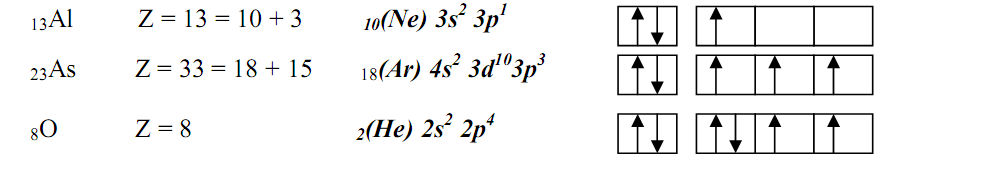 ₁₃Al Z = 13 = 10 + 3 ₁₀(Ne) 3s² 3p¹
₂₃As Z = 33 = 18 + 15 ₁₈(Ar) 4s² 3d¹⁰3p³
₈O Z = 8 ₂(He) 2s² 2p⁴